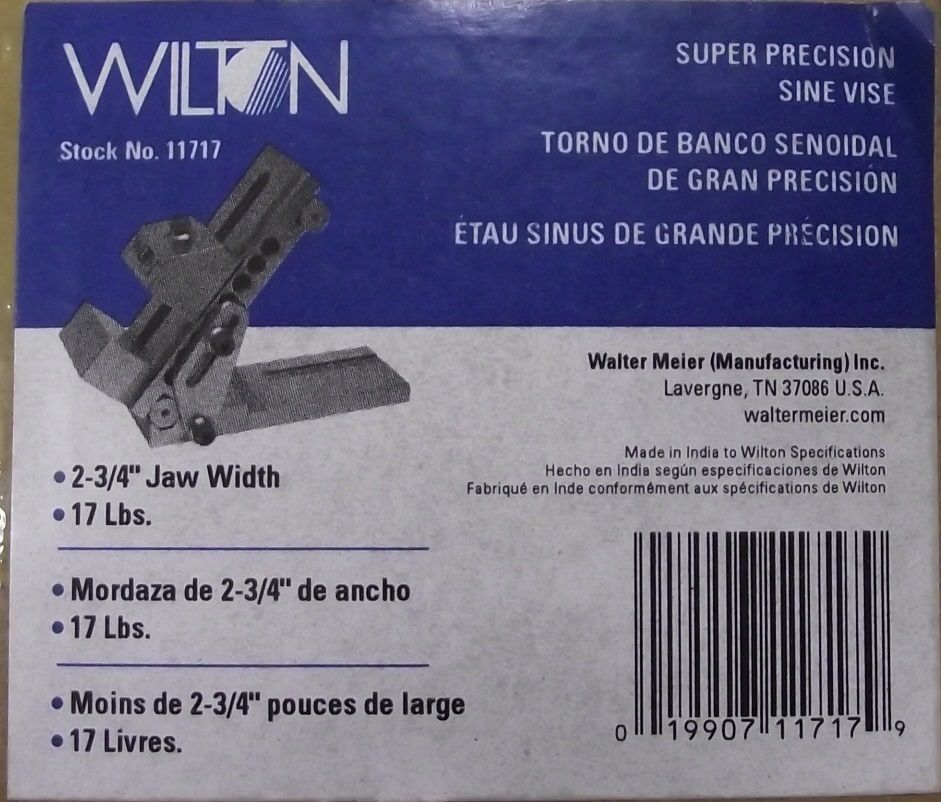 WILTON
Stock No. 11717
SUPER PRECISION
SINE VISE
TORNO DE BANCO SENOIDAL
DE GRAN PRECISIÓN
ÉTAU SINUS DE GRANDE PRÉCISION
Walter Meier (Manufacturing) Inc.
Lavergne, TN 37086 U.S.A.
waltermeier.com
Made in India to Wilton Specifications
Hecho en India según especificaciones de Wilton
Fabriqué en Inde conformément aux spécifications de Wilton
• 2-3/4" Jaw Width
• 17 Lbs.
• Mordaza de 2-3/4" de ancho
• 17 Lbs.
• Moins de 2-3/4" pouces de large
• 17 Livres.
0 19907 11717 9